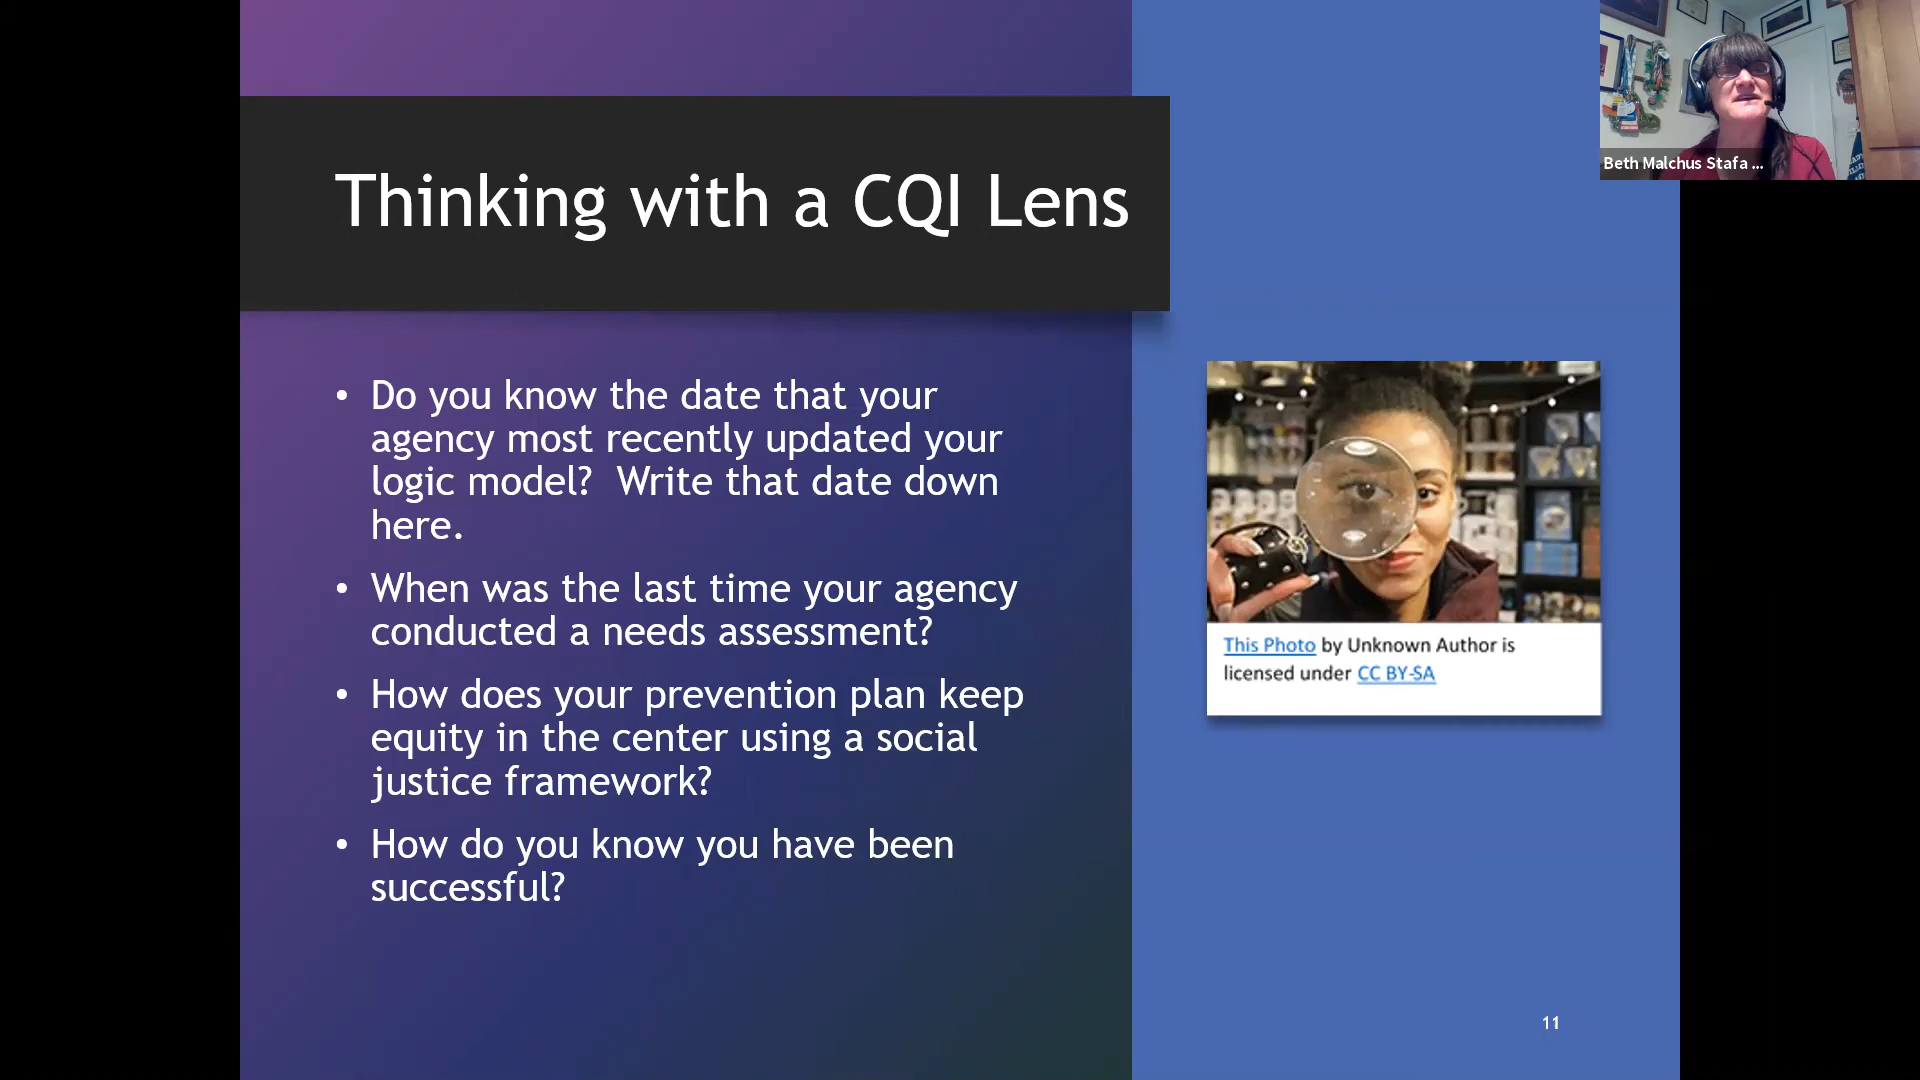 Thinking with a CQI Lens
Beth Malchus Stafa ...
• Do you know the date that your
agency most recently updated your
logic model?  Write that date down
here.
• When was the last time your agency
conducted a needs assessment?
• How does your prevention plan keep
equity in the center using a social
justice framework?
• How do you know you have been
successful?
This Photo by Unknown Author is
licensed under CC BY-SA
11